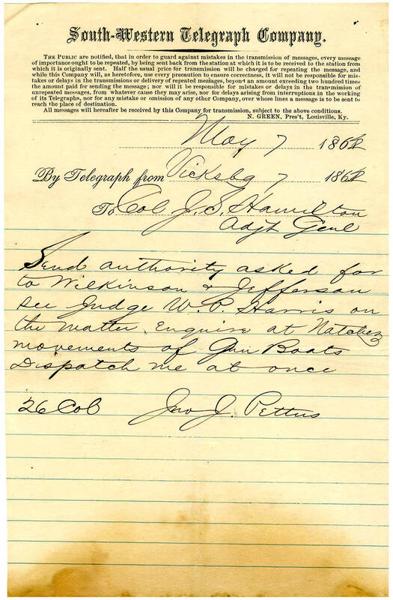 South-Western Telegraph Company.
THE PUBLIC are notified, that in order to guard against mistakes in the transmission of messages, every message
of importance ought to be repeated, by being sent back from the station at which it is to be received to the station from
which it is originally sent. Half the usual price for transmission will be charged for repeating the message, and
while this Company will, as heretofore, use every precaution to ensure correctness, it will not be responsible for mis-
takes or delays in the transmissions or delivery of repeated messages, beyond an amount exceeding two hundred times
the amount paid for sending the message; nor will it be responsible for mistakes or delays in the transmission of
unrepeated messages, from whatever cause they may arise, nor for delays arising from interruptions in the working
of its Telegraphs, nor for any mistake or omission of any other Company, over whose lines a message is to be sent to
reach the place of destination.
All messages will hereafter be received by this Company for transmission, subject to the above conditions.
N. GREEN, Pres't, Louisville, Ky.
May 7 1862
By Telegraph from Vicksbg 7 1862
To Col J. S. Hamilton
Adjt Genl
Send authority asked for
to Wilkinson & Jefferson
see Judge W. P. Harris on
the matter. Enquire at Natchez
movements of Gun Boats
Dispatch me at once
26 Col Jno J. Pettus